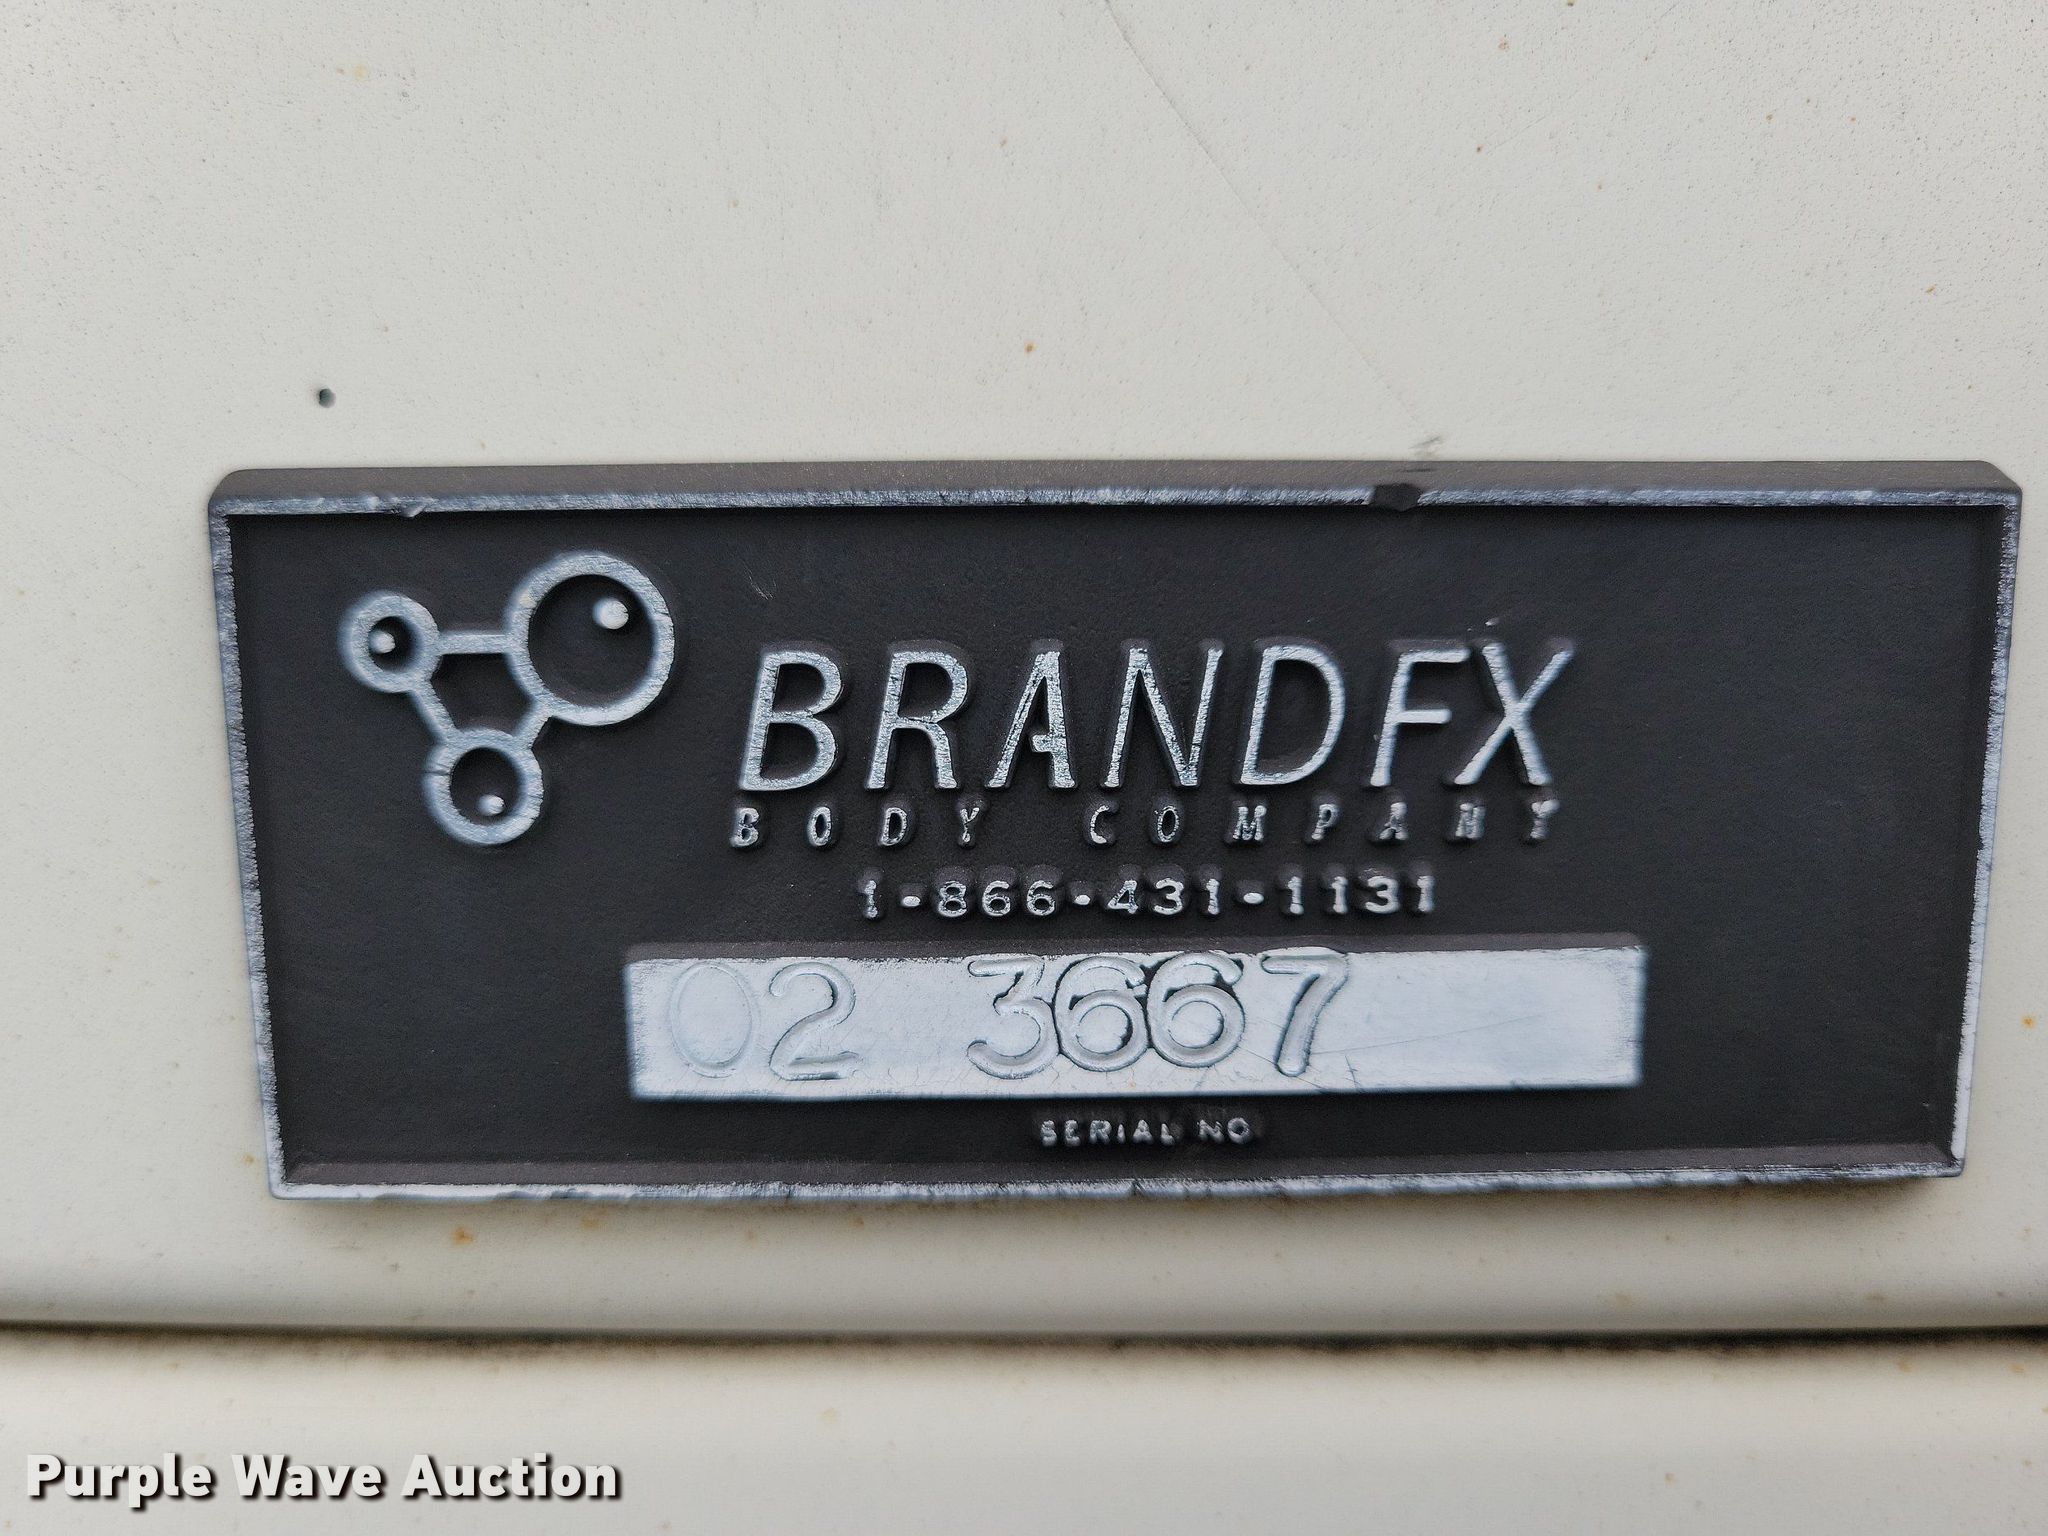 BRANDFX
BODY COMPANY
1-866-431-1131
02 3667
SERIAL NO
Purple Wave Auction